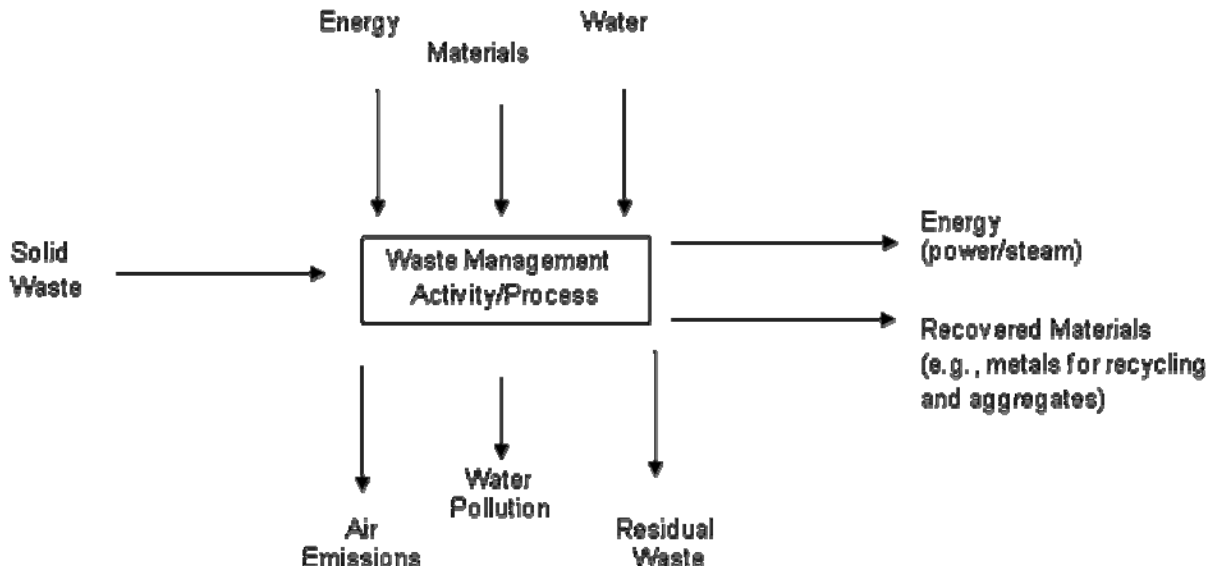 Energy
Materials
Water
Solid
Waste
Waste Management
Activity/Process
Energy
(power/steam)
Recovered Materials
(e.g., metals for recycling
and aggregates)
Air
Emissions
Water
Pollution
Residual
Waste